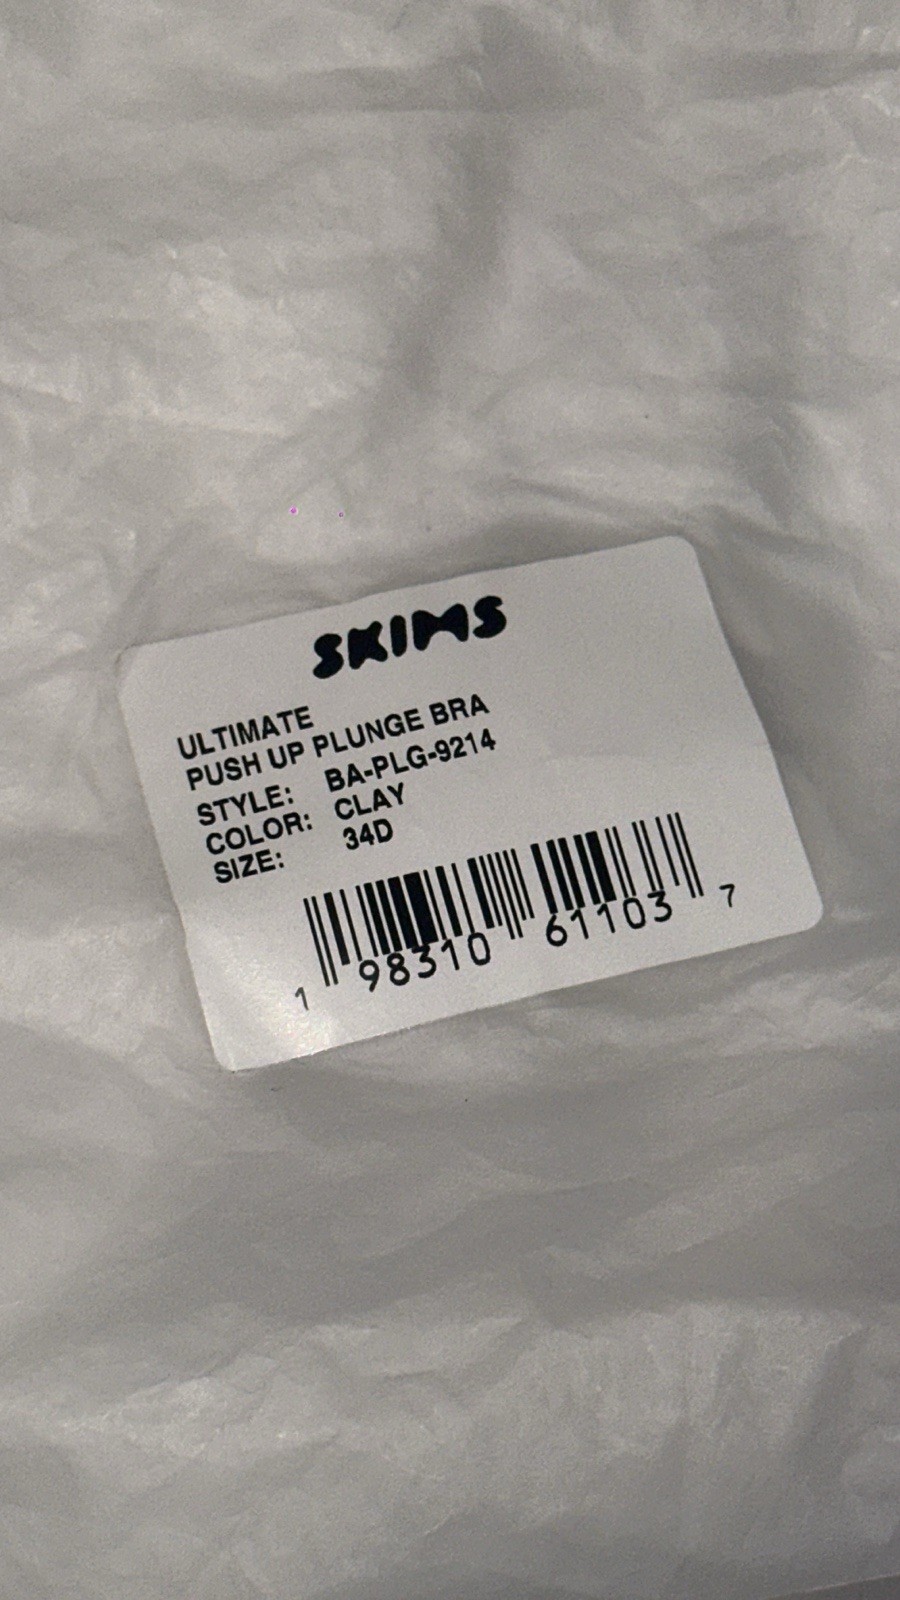 SKIMS
ULTIMATE
PUSH UP PLUNGE BRA
STYLE: BA-PLG-9214
COLOR: CLAY
SIZE: 34D
1 98310 61103 7